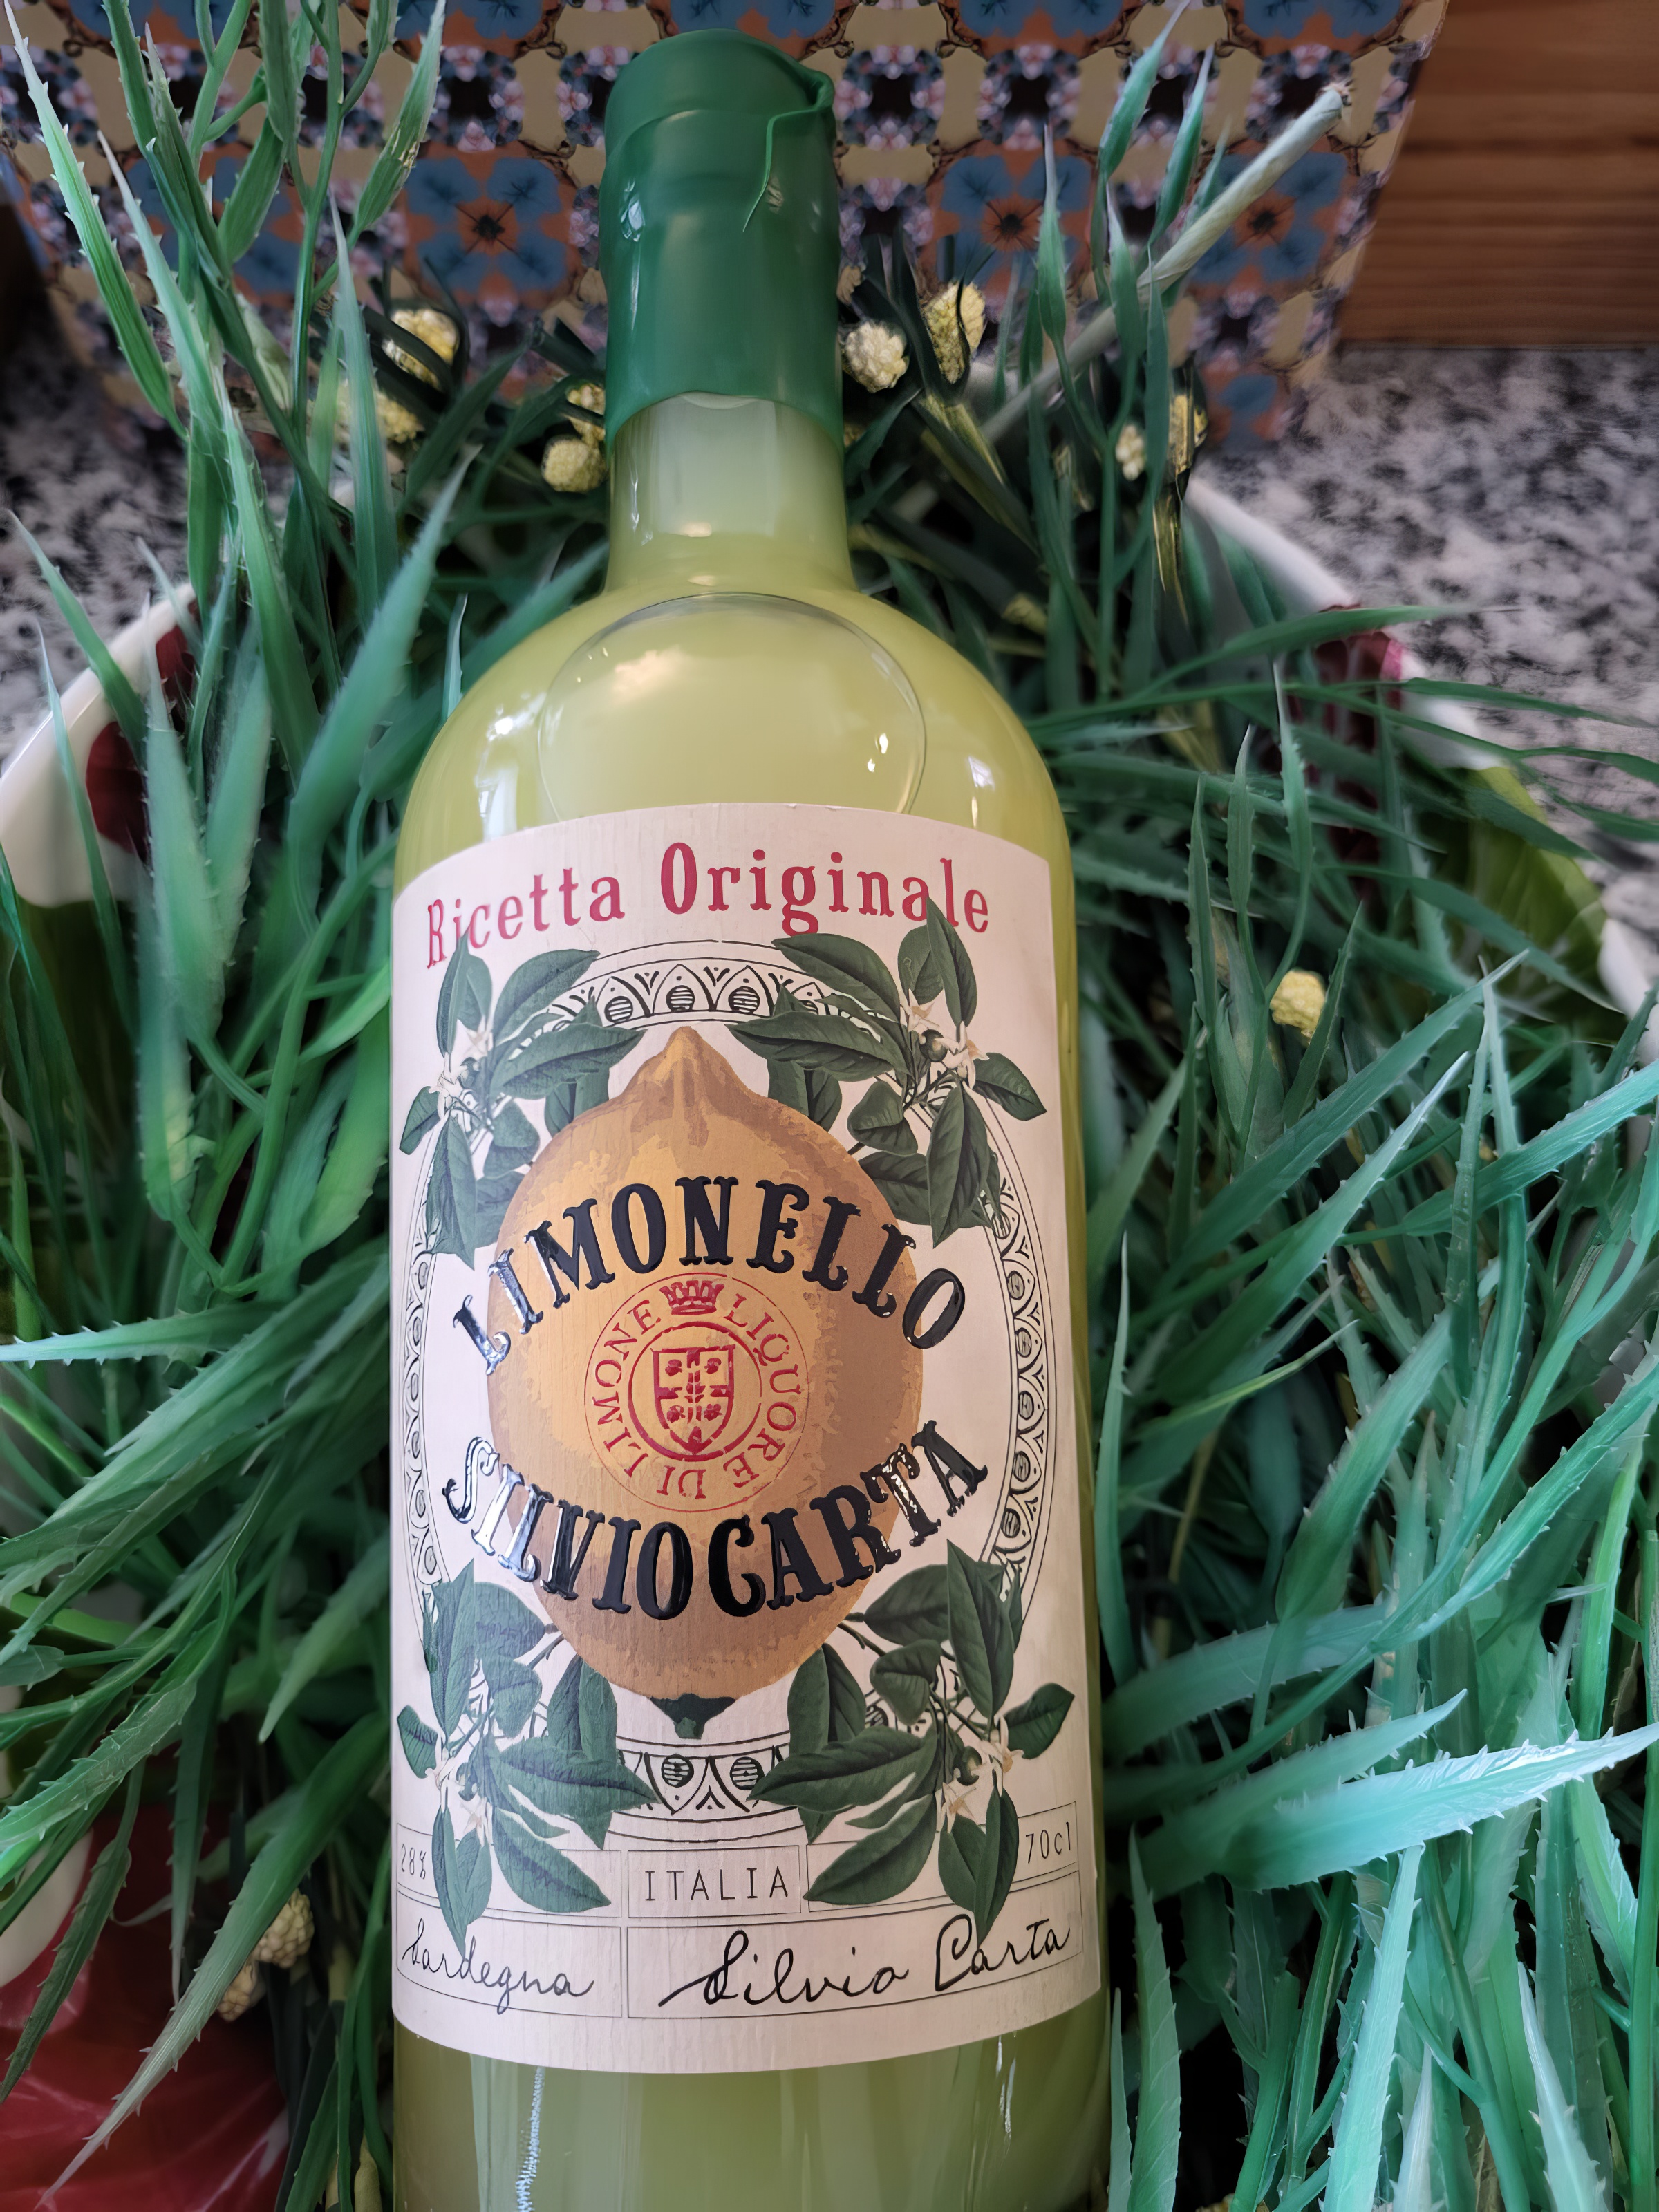 Ricetta Originale
LIMONELLO
LIQUORE DI LIMONE
SILVIO CARTA
28% ITALIA 70cl
Sardegna Silvio Carta